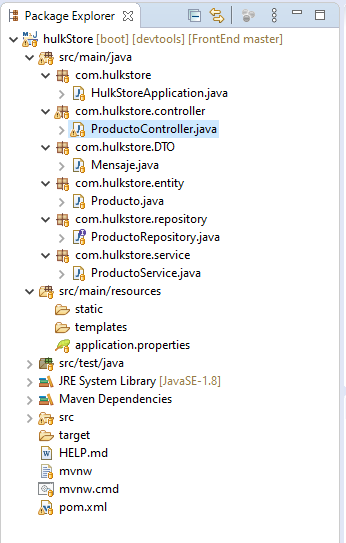 Package Explorer
hulkStore [boot] [devtools] [FrontEnd master]
src/main/java
com.hulkstore
HulkStoreApplication.java
com.hulkstore.controller
ProductoController.java
com.hulkstore.DTO
Mensaje.java
com.hulkstore.entity
Producto.java
com.hulkstore.repository
ProductoRepository.java
com.hulkstore.service
ProductoService.java
src/main/resources
static
templates
application.properties
src/test/java
JRE System Library [JavaSE-1.8]
Maven Dependencies
src
target
HELP.md
mvnw
mvnw.cmd
pom.xml